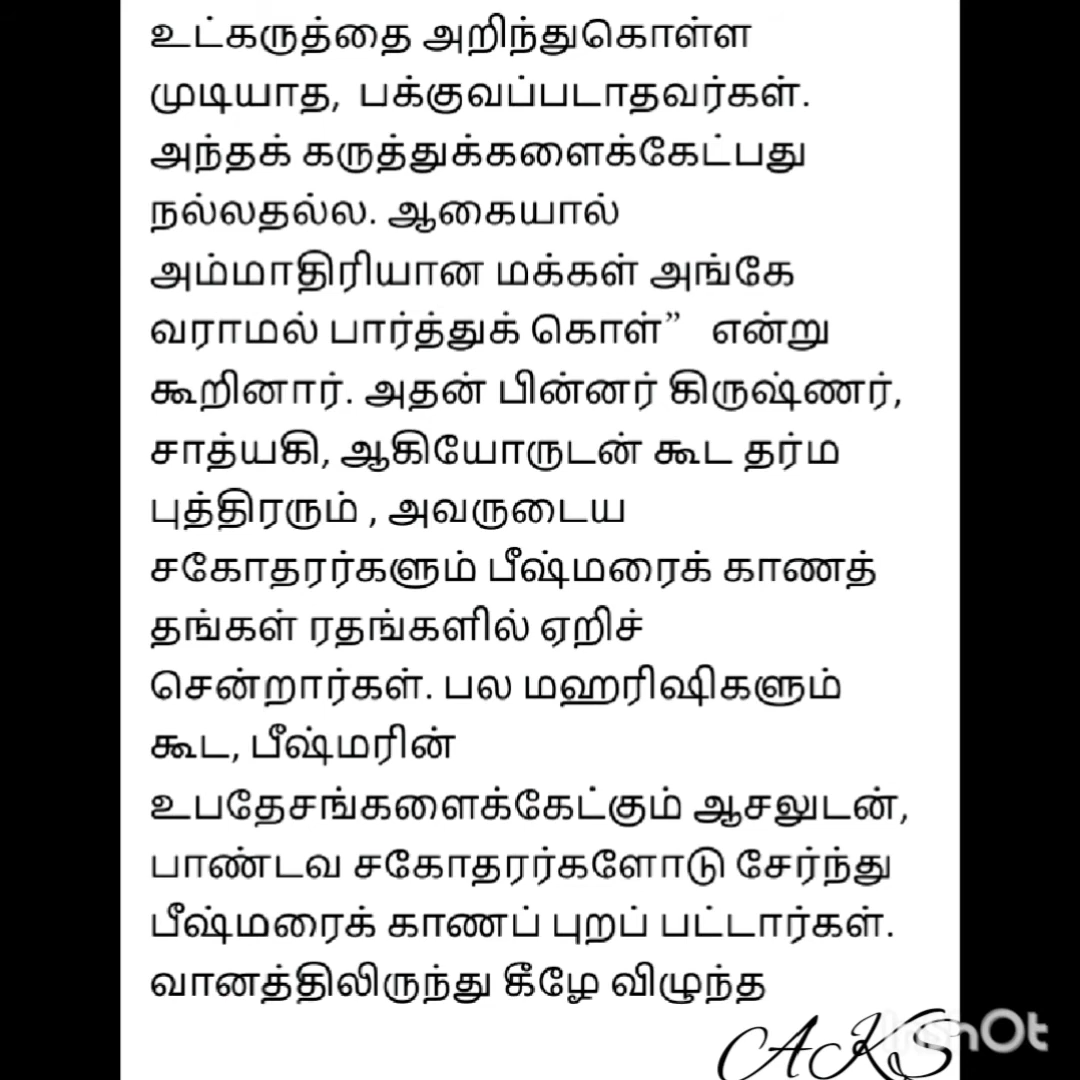 உட்கருத்தை அறிந்துகொள்ள
முடியாத, பக்குவப்படாதவர்கள்.
அந்தக் கருத்துக்களைக்கேட்பது
நல்லதல்ல. ஆகையால்
அம்மாதிரியான மக்கள் அங்கே
வராமல் பார்த்துக் கொள்” என்று
கூறினார். அதன் பின்னர் கிருஷ்ணர்,
சாத்யகி, ஆகியோருடன் கூட தர்ம
புத்திரரும் , அவருடைய
சகோதரர்களும் பீஷ்மரைக் காணத்
தங்கள் ரதங்களில் ஏறிச்
சென்றார்கள். பல மஹரிஷிகளும்
கூட, பீஷ்மரின்
உபதேசங்களைக்கேட்கும் ஆசலுடன்,
பாண்டவ சகோதரர்களோடு சேர்ந்து
பீஷ்மரைக் காணப் புறப் பட்டார்கள்.
வானத்திலிருந்து கீழே விழுந்த
AKS